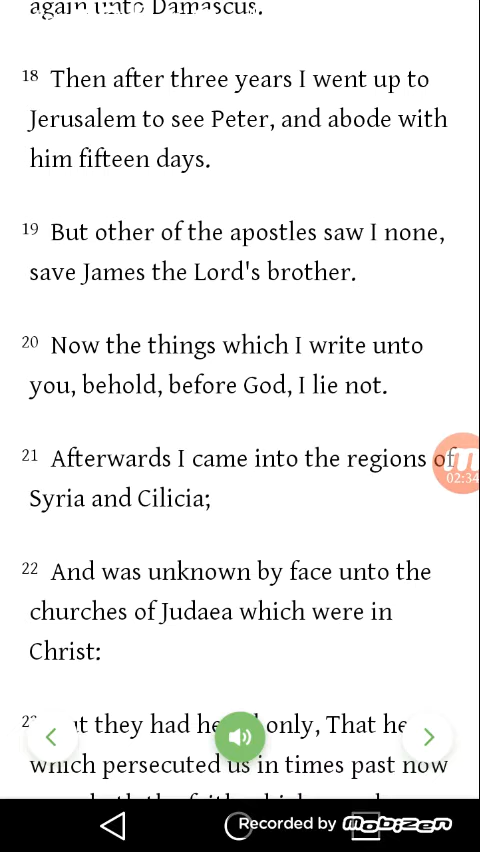 again unto Damascus.
18 Then after three years I went up to
Jerusalem to see Peter, and abode with
him fifteen days.
19 But other of the apostles saw I none,
save James the Lord's brother.
20 Now the things which I write unto
you, behold, before God, I lie not.
21 Afterwards I came into the regions of
Syria and Cilicia;
02:34
22 And was unknown by face unto the
churches of Judaea which were in
Christ:
they had only, That he
which persecuted us in times past now
Recorded by mobizen